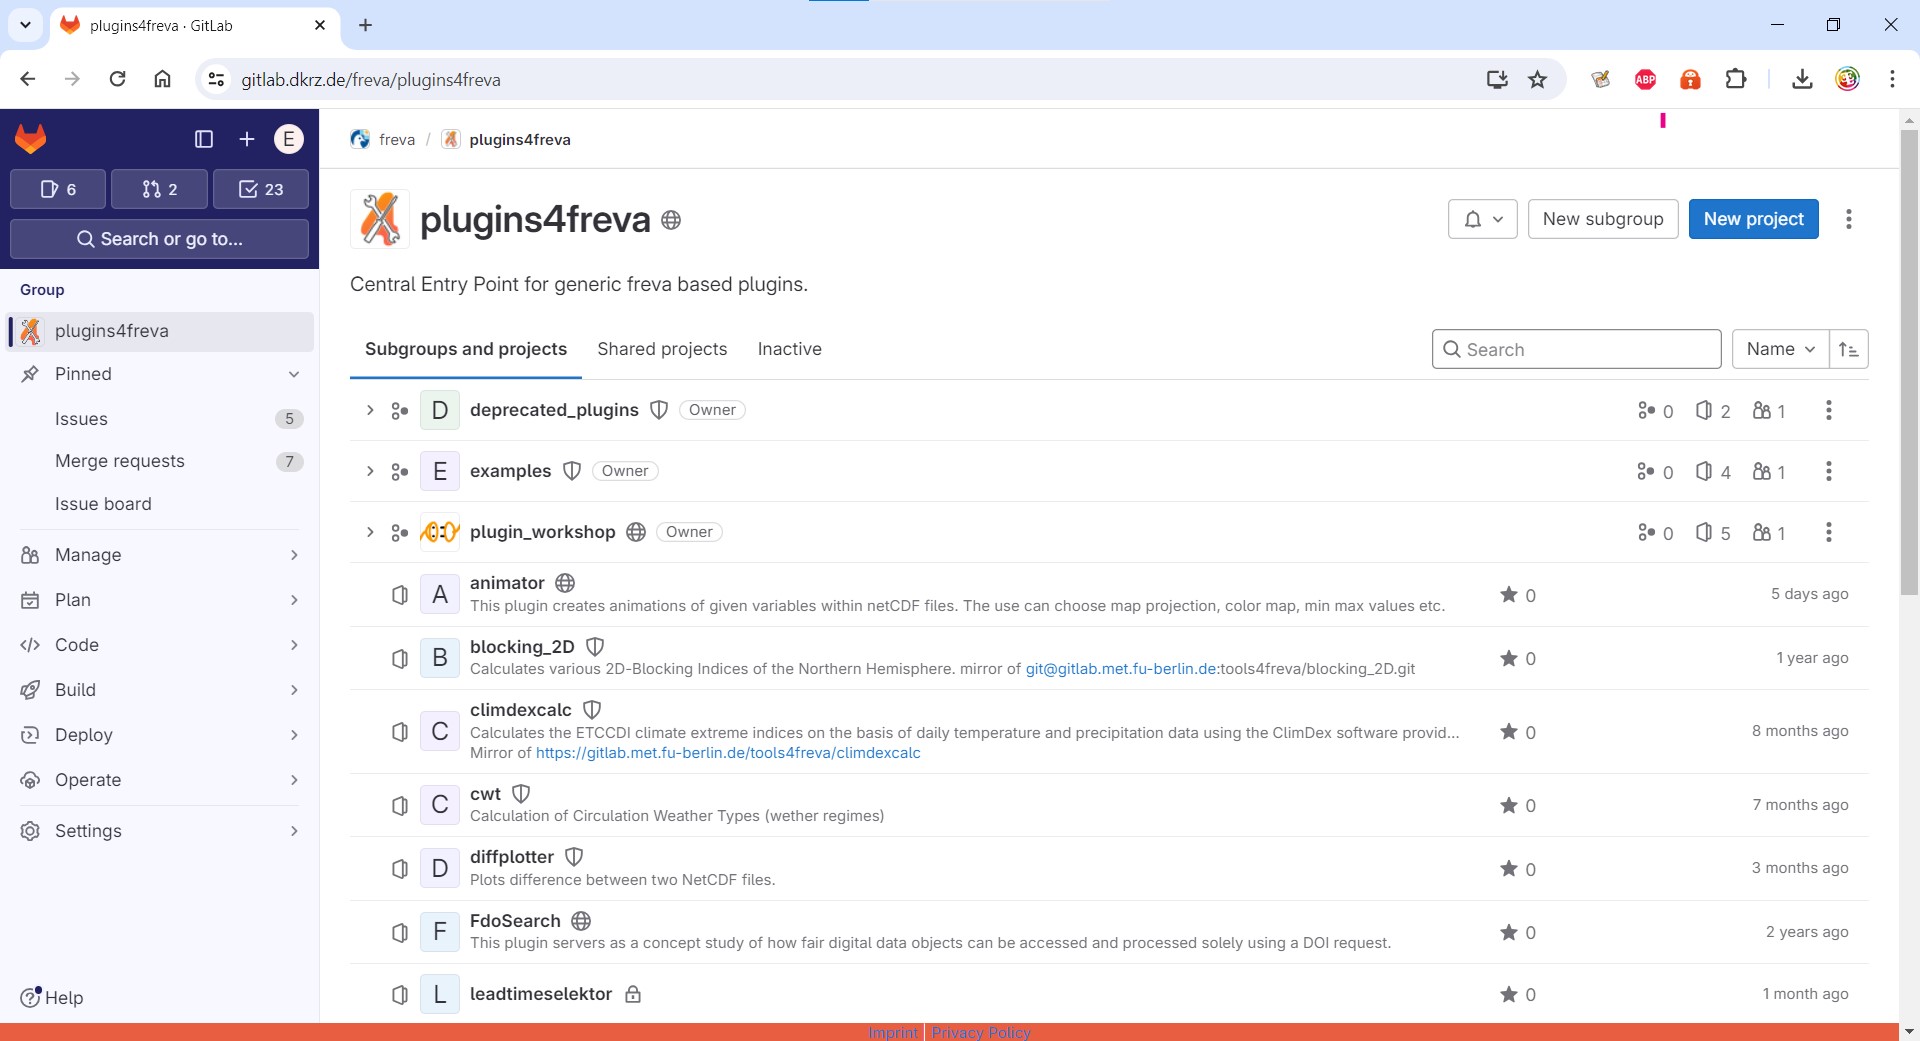 plugins4freva · GitLab
gitlab.dkrz.de/freva/plugins4freva
ABP
E
6 2 23
Search or go to...
Group
plugins4freva
Pinned
Issues 5
Merge requests 7
Issue board
Manage
Plan
Code
Build
Deploy
Operate
Settings
Help
freva / plugins4freva
plugins4freva
New subgroup New project
Central Entry Point for generic freva based plugins.
Subgroups and projects Shared projects Inactive
Search Name
D deprecated_plugins Owner 0 2 1
E examples Owner 0 4 1
plugin_workshop Owner 0 5 1
A animator
This plugin creates animations of given variables within netCDF files. The use can choose map projection, color map, min max values etc. 0 5 days ago
B blocking_2D
Calculates various 2D-Blocking Indices of the Northern Hemisphere. mirror of git@gitlab.met.fu-berlin.de:tools4freva/blocking_2D.git 0 1 year ago
C climdexcalc
Calculates the ETCCDI climate extreme indices on the basis of daily temperature and precipitation data using the ClimDex software provid... 0 8 months ago
Mirror of https://gitlab.met.fu-berlin.de/tools4freva/climdexcalc
C cwt
Calculation of Circulation Weather Types (wether regimes) 0 7 months ago
D diffplotter
Plots difference between two NetCDF files. 0 3 months ago
F FdoSearch
This plugin servers as a concept study of how fair digital data objects can be accessed and processed solely using a DOI request. 0 2 years ago
L leadtimeselektor 0 1 month ago
Imprint | Privacy Policy